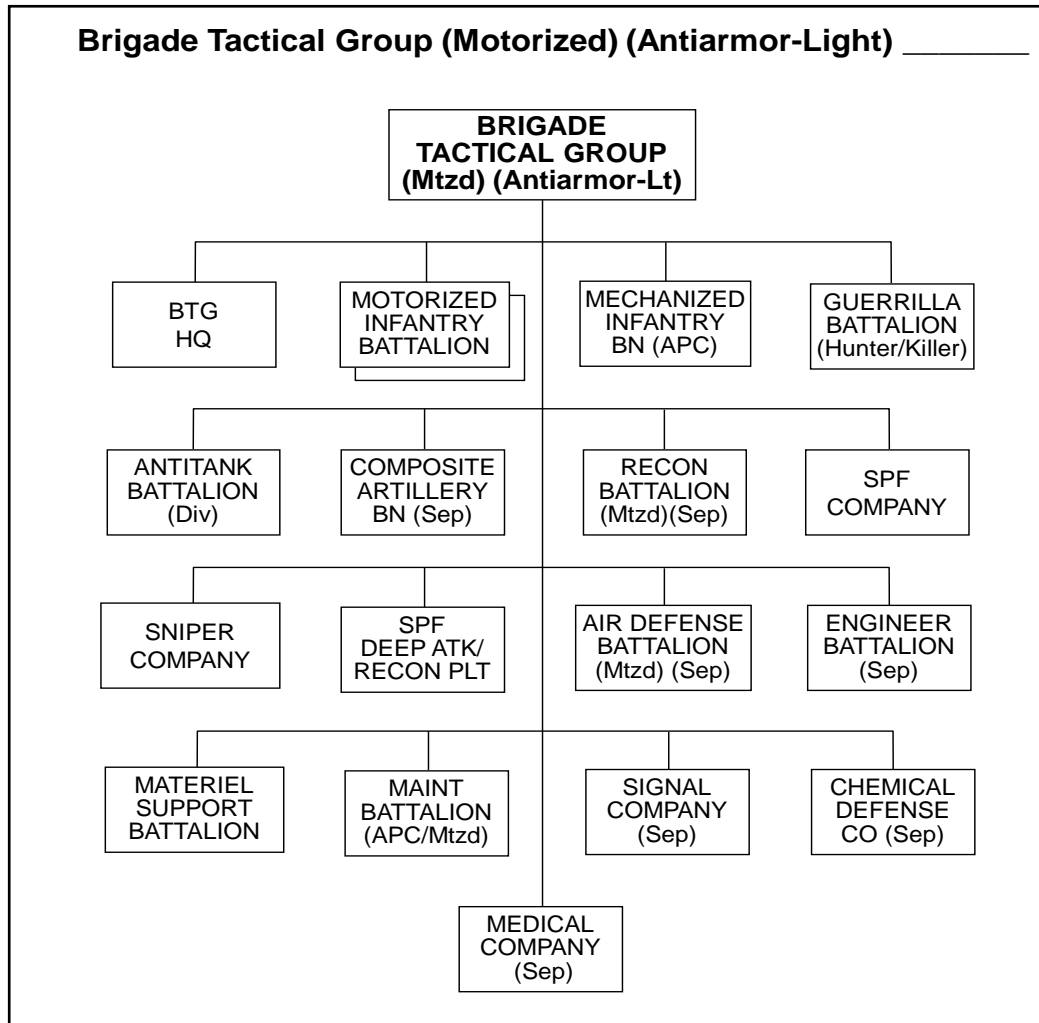 Brigade Tactical Group (Motorized) (Antiarmor-Light) ________
BRIGADE
TACTICAL GROUP
(Mtzd) (Antiarmor-Lt)
BTG
HQ
MOTORIZED
INFANTRY
BATTALION
MECHANIZED
INFANTRY
BN (APC)
GUERRILLA
BATTALION
(Hunter/Killer)
ANTITANK
BATTALION
(Div)
COMPOSITE
ARTILLERY
BN (Sep)
RECON
BATTALION
(Mtzd)(Sep)
SPF
COMPANY
SNIPER
COMPANY
SPF
DEEP ATK/
RECON PLT
AIR DEFENSE
BATTALION
(Mtzd) (Sep)
ENGINEER
BATTALION
(Sep)
MATERIEL
SUPPORT
BATTALION
MAINT
BATTALION
(APC/Mtzd)
SIGNAL
COMPANY
(Sep)
CHEMICAL
DEFENSE
CO (Sep)
MEDICAL
COMPANY
(Sep)